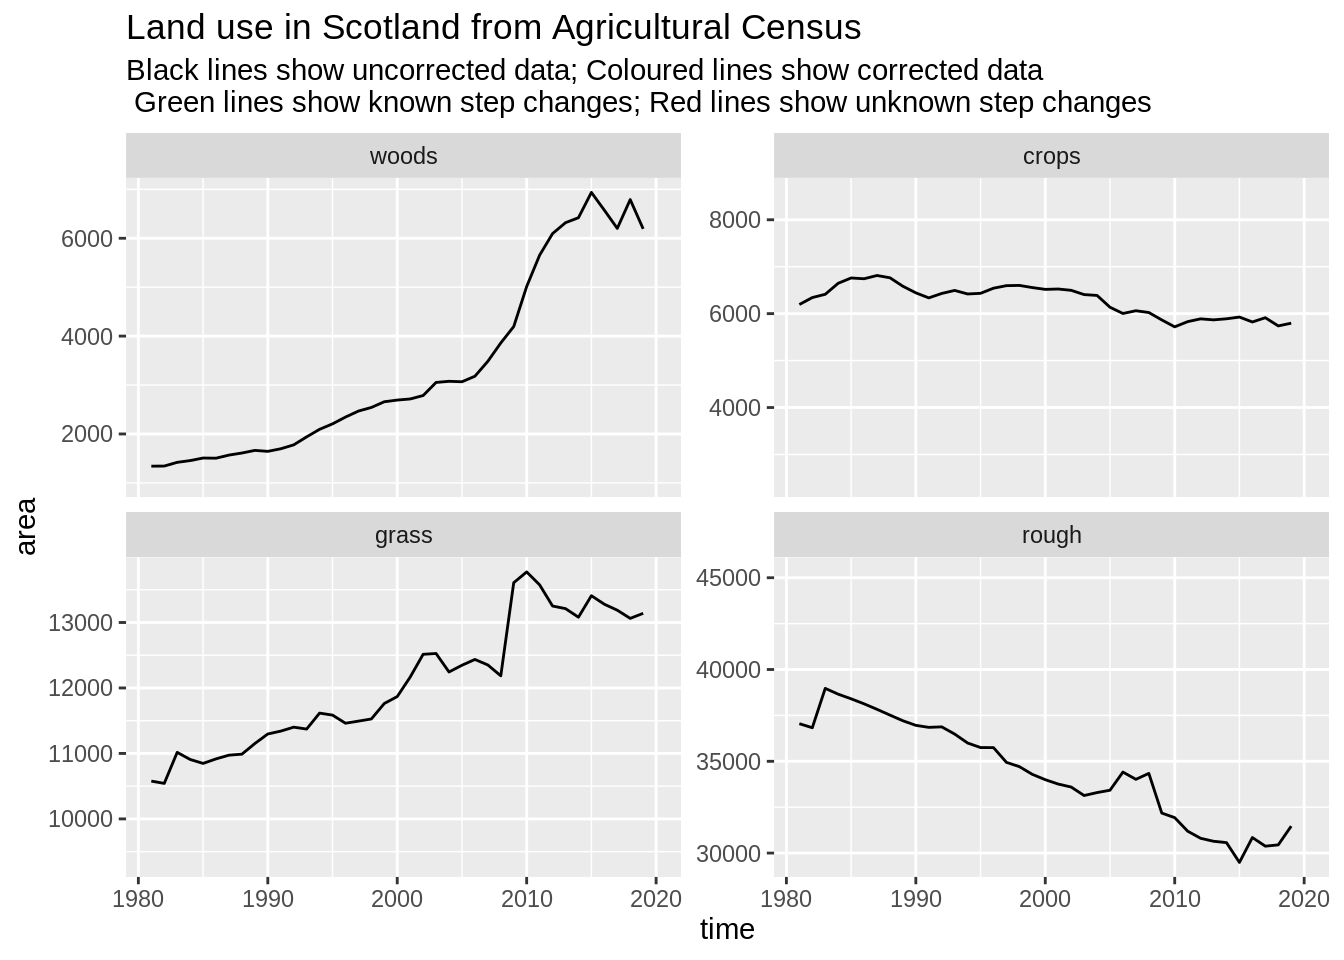 Land use in Scotland from Agricultural Census
Black lines show uncorrected data; Coloured lines show corrected data
Green lines show known step changes; Red lines show unknown step changes
woods
crops
6000
4000
2000
8000
6000
4000
area
grass
rough
13000
12000
11000
10000
45000
40000
35000
30000
1980 1990 2000 2010 2020
1980 1990 2000 2010 2020
time